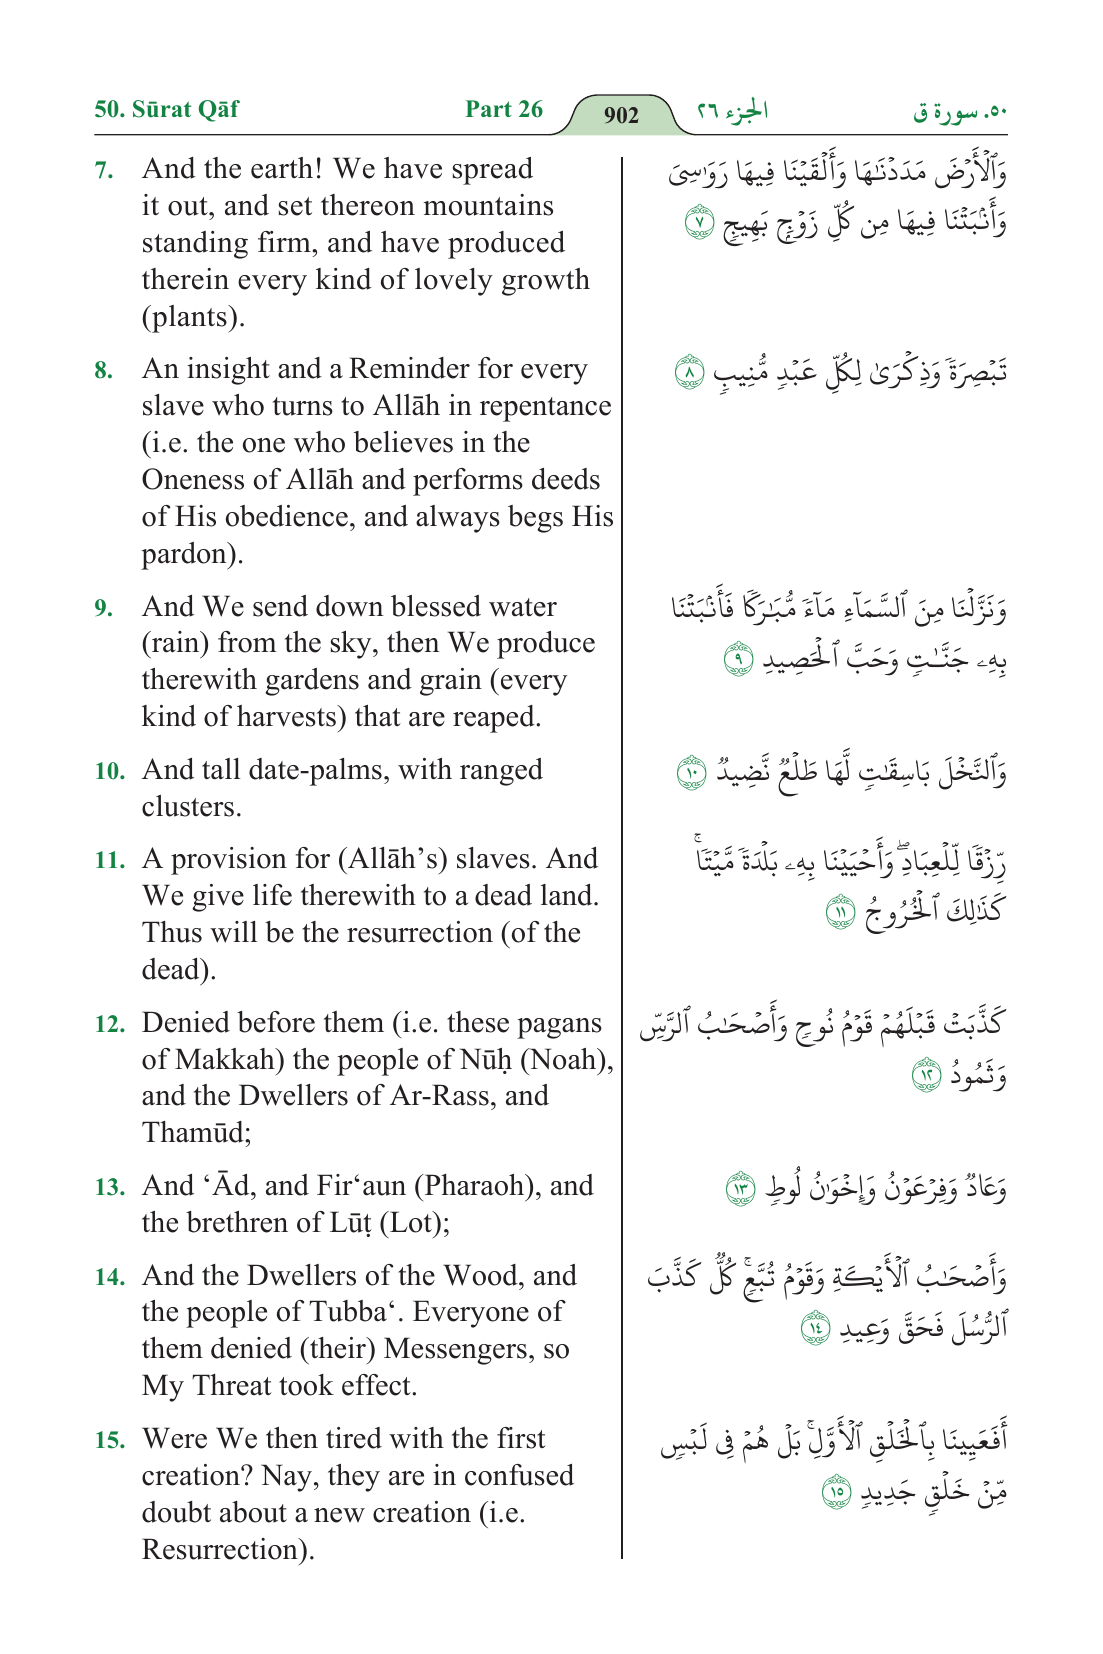 50. Sūrat Qāf Part 26 902 الجزء ٢٦ ٥٠. سورة ق
7. And the earth! We have spread
it out, and set thereon mountains
standing firm, and have produced
therein every kind of lovely growth
(plants).
وَٱلْأَرْضَ مَدَدْنَٰهَا وَأَلْقَيْنَا فِيهَا رَوَٰسِىَ
وَأَنۢبَتْنَا فِيهَا مِن كُلِّ زَوْجٍۭ بَهِيجٍ ٧
8. An insight and a Reminder for every
slave who turns to Allāh in repentance
(i.e. the one who believes in the
Oneness of Allāh and performs deeds
of His obedience, and always begs His
pardon).
تَبْصِرَةً وَذِكْرَىٰ لِكُلِّ عَبْدٍ مُّنِيبٍ ٨
9. And We send down blessed water
(rain) from the sky, then We produce
therewith gardens and grain (every
kind of harvests) that are reaped.
وَنَزَّلْنَا مِنَ ٱلسَّمَآءِ مَآءً مُّبَٰرَكًا فَأَنۢبَتْنَا
بِهِۦ جَنَّٰتٍ وَحَبَّ ٱلْحَصِيدِ ٩
10. And tall date-palms, with ranged
clusters.
وَٱلنَّخْلَ بَاسِقَٰتٍ لَّهَا طَلْعٌ نَّضِيدٌ ١٠
11. A provision for (Allāh’s) slaves. And
We give life therewith to a dead land.
Thus will be the resurrection (of the
dead).
رِّزْقًا لِّلْعِبَادِ ۖ وَأَحْيَيْنَا بِهِۦ بَلْدَةً مَّيْتًا ۚ
كَذَٰلِكَ ٱلْخُرُوجُ ١١
12. Denied before them (i.e. these pagans
of Makkah) the people of Nūḥ (Noah),
and the Dwellers of Ar-Rass, and
Thamūd;
كَذَّبَتْ قَبْلَهُمْ قَوْمُ نُوحٍ وَأَصْحَٰبُ ٱلرَّسِّ
وَثَمُودُ ١٢
13. And ‘Ād, and Fir‘aun (Pharaoh), and
the brethren of Lūṭ (Lot);
وَعَادٌ وَفِرْعَوْنُ وَإِخْوَٰنُ لُوطٍ ١٣
14. And the Dwellers of the Wood, and
the people of Tubba‘. Everyone of
them denied (their) Messengers, so
My Threat took effect.
وَأَصْحَٰبُ ٱلْأَيْكَةِ وَقَوْمُ تُبَّعٍ ۚ كُلٌّ كَذَّبَ
ٱلرُّسُلَ فَحَقَّ وَعِيدِ ١٤
15. Were We then tired with the first
creation? Nay, they are in confused
doubt about a new creation (i.e.
Resurrection).
أَفَعَيِينَا بِٱلْخَلْقِ ٱلْأَوَّلِ ۚ بَلْ هُمْ فِى لَبْسٍ
مِّنْ خَلْقٍ جَدِيدٍ ١٥